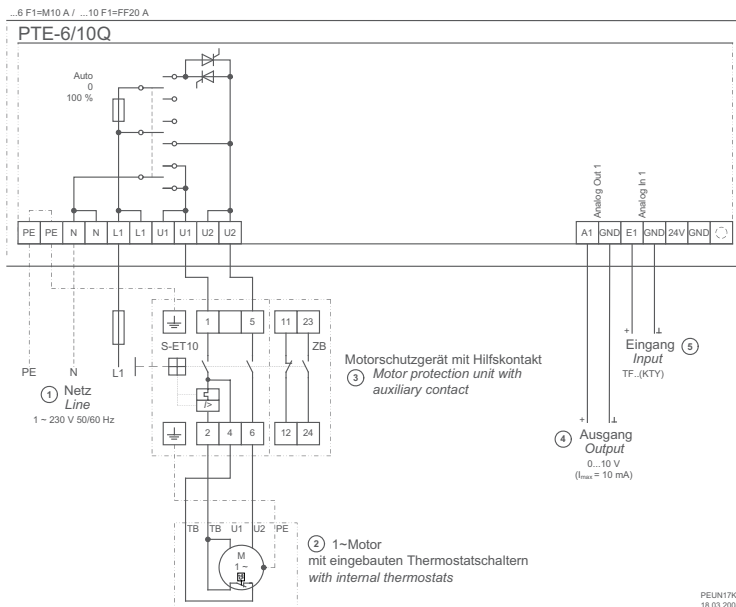 ...6 F1=M10 A / ...10 F1=FF20 A
PTE-6/10Q
Auto
0
100 %
Analog Out 1
Analog In 1
PE PE N N L1 L1 U1 U1 U2 U2
A1 GND E1 GND 24V GND
1 5
11 23
S-ET10
ZB
I>
PE N L1
1 Netz
Line
1 ~ 230 V 50/60 Hz
3 Motorschutzgerät mit Hilfskontakt
Motor protection unit with
auxiliary contact
+ ⊥
Eingang 5
Input
TF..(KTY)
2 4 6
12 24
+ ⊥
4 Ausgang
Output
0...10 V
(Imax = 10 mA)
TB TB U1 U2 PE
M
1 ~
2 1~Motor
mit eingebauten Thermostatschaltern
with internal thermostats
PEUN17K
18.03.200